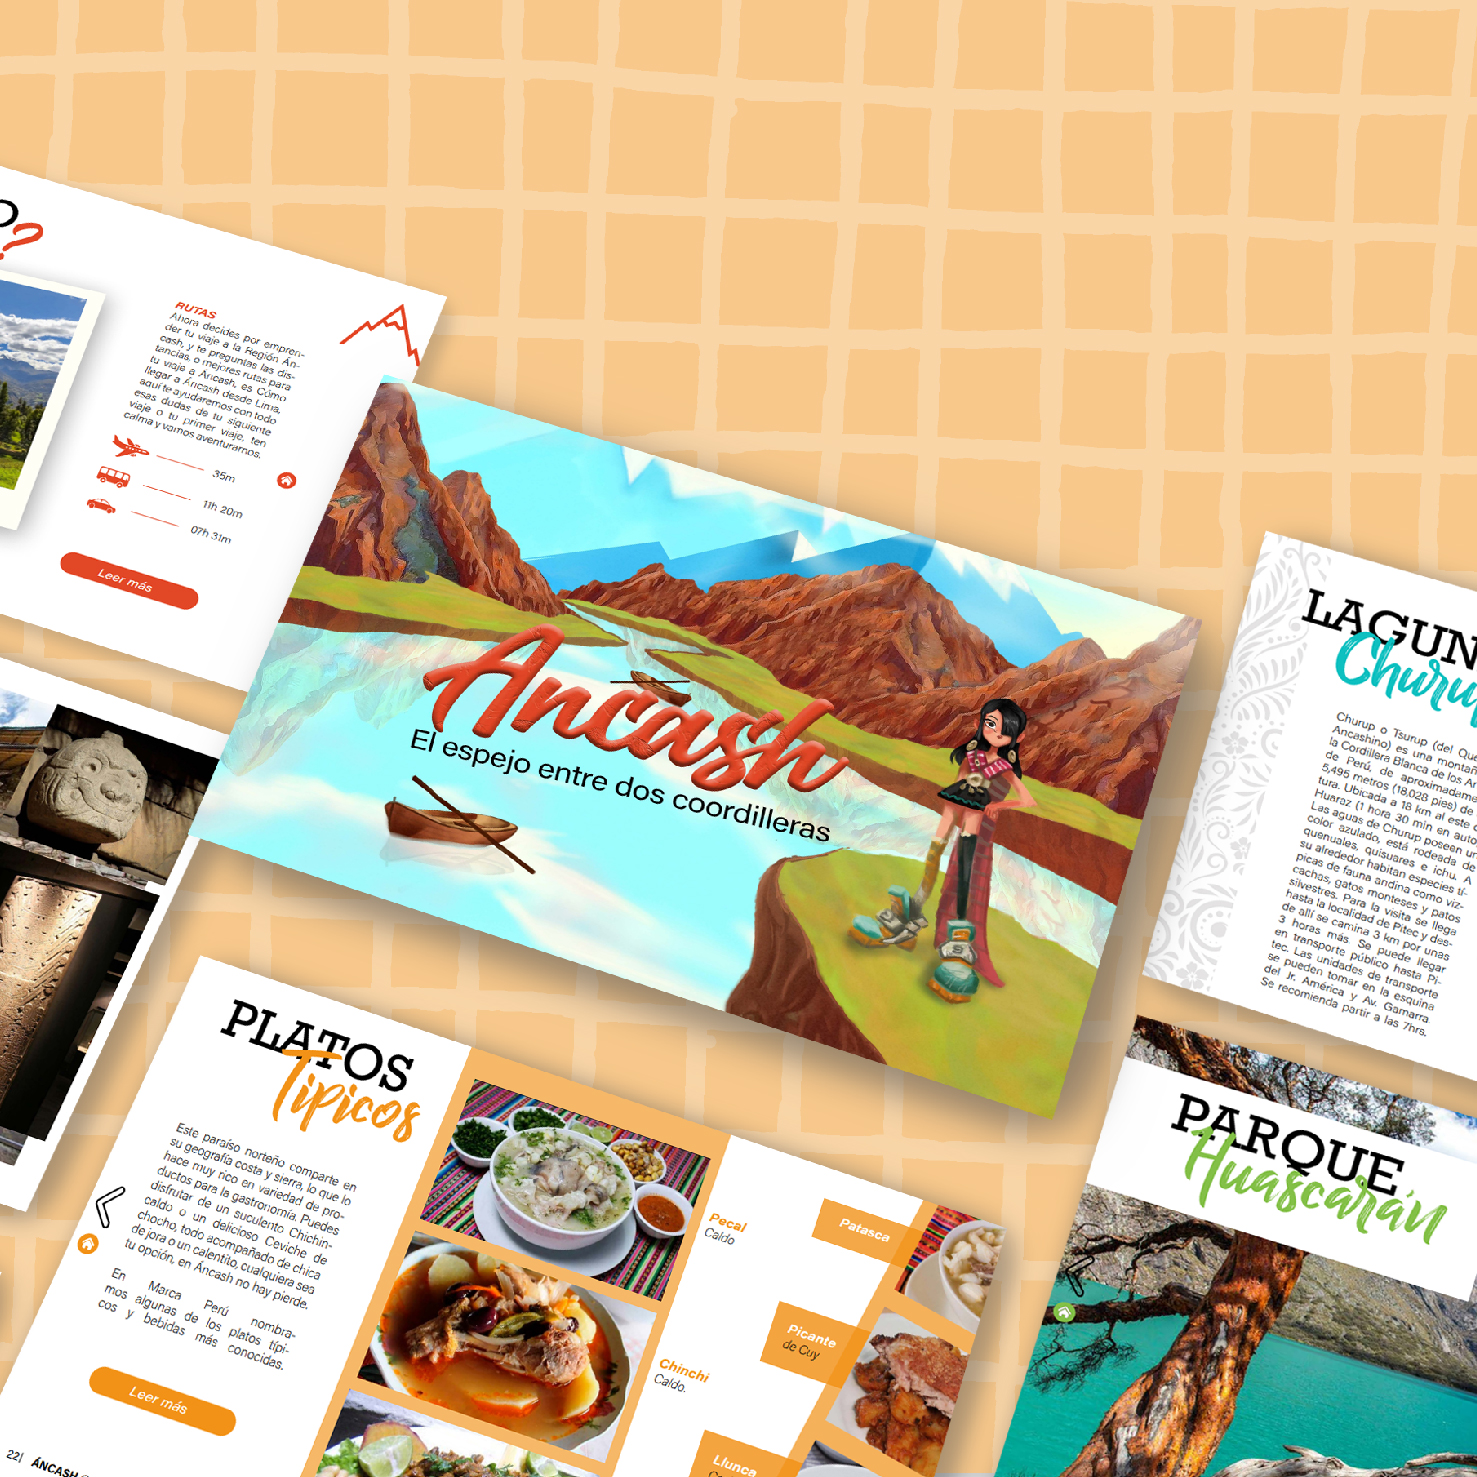 O?
RUTAS
Ahora decides por empren-
der tu viaje a la Región Án-
cash, y te preguntas las dis-
tancias, o mejores rutas para
tu viaje a Áncash, es Cómo
llegar a Áncash desde Lima,
aquí te ayudaremos con todo
esas dudas de tu siguiente
viaje o tu primer viaje, ten
calma y vamos aventurarnos.
35m
11h 20m
07h 31m
Leer más
Ancash
El espejo entre dos coordilleras
LAGUN
Churup
Churup o Tsurup (del Que
Ancashino) es una montañ
la Cordillera Blanca de los An
de Perú, de aproximadame
5,495 metros (18,028 pies) de
tura. Ubicada a 18 km al este
Huaraz (1 hora 30 min en auto
Las aguas de Churup poseen un
color azulado, está rodeada de
quenuales, quisuares e ichu. A
su alrededor habitan especies tí-
picas de fauna andina como viz-
cachas, gatos monteses y patos
silvestres. Para la visita se llega
hasta la localidad de Pitec y des-
de allí se camina 3 km por unas
3 horas más. Se puede llegar
en transporte público hasta Pi-
tec. Las unidades de transporte
se pueden tomar en la esquina
del Jr. América y Av. Gamarra.
Se recomienda partir a las 7hrs.
PLATOS
Típicos
Este paraíso norteño comparte en
su geografía costa y sierra, lo que lo
hace muy rico en variedad de pro-
ductos para la gastronomía. Puedes
disfrutar de un suculento Chichin-
caldo o un delicioso Ceviche de
chocho, todo acompañado de chica
de jora o un calentito, cualquiera sea
tu opción, en Áncash no hay pierde.
En Marca Perú nombra-
mos algunas de los platos típi-
cos y bebidas más conocidas.
Leer más
22| ÁNCASH
Pecal
Caldo
Patasca
Picante
de Cuy
Chinchi
Caldo.
Llunca
PARQUE
Huascarán